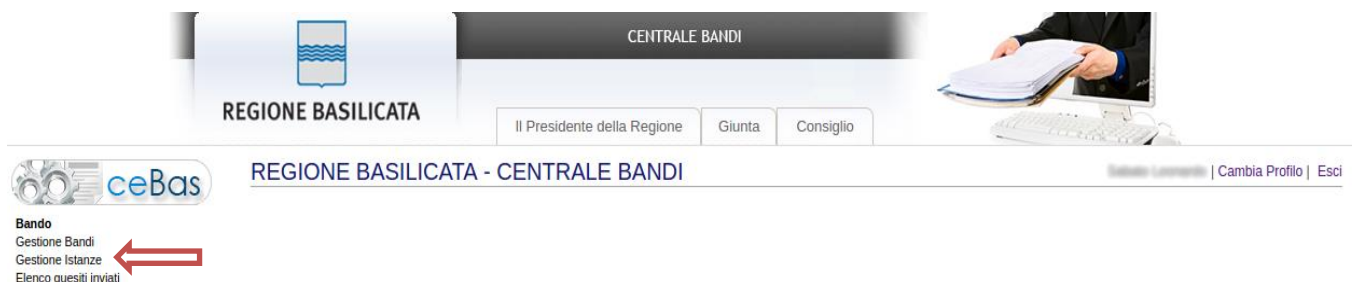 CENTRALE BANDI
REGIONE BASILICATA
Il Presidente della Regione Giunta Consiglio
ceBas
REGIONE BASILICATA - CENTRALE BANDI
| Cambia Profilo | Esci
Bando
Gestione Bandi
Gestione Istanze
Elenco quesiti inviati